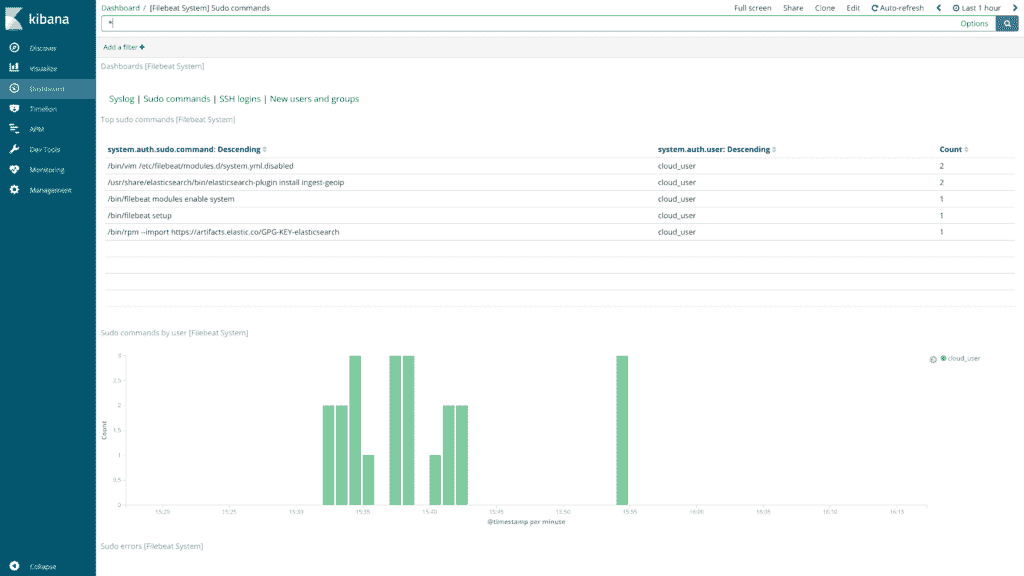 kibana
Discover
Visualize
Dashboard
Timelion
APM
Dev Tools
Monitoring
Management
Collapse
Dashboard / [Filebeat System] Sudo commands
Full screen Share Clone Edit Auto-refresh Last 1 hour
*
Options
Add a filter +
Dashboards [Filebeat System]
Syslog | Sudo commands | SSH logins | New users and groups
Top sudo commands [Filebeat System]
system.auth.sudo.command: Descending system.auth.user: Descending Count
/bin/vim /etc/filebeat/modules.d/system.yml.disabled cloud_user 2
/usr/share/elasticsearch/bin/elasticsearch-plugin install ingest-geoip cloud_user 2
/bin/filebeat modules enable system cloud_user 1
/bin/filebeat setup cloud_user 1
/bin/rpm --import https://artifacts.elastic.co/GPG-KEY-elasticsearch cloud_user 1
Sudo commands by user [Filebeat System]
3
2.5
2
1.5
1
0.5
0
Count
cloud_user
15:20 15:25 15:30 15:35 15:40 15:45 15:50 15:55 16:00 16:05 16:10 16:15
@timestamp per minute
Sudo errors [Filebeat System]